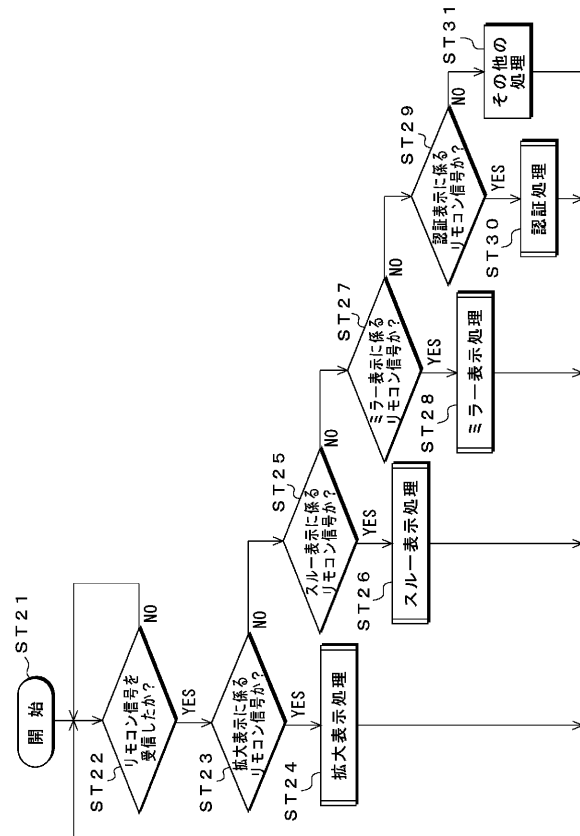 ST21
開始
ST22
リモコン信号を
受信したか?
NO
YES
ST23
拡大表示に係る
リモコン信号か?
NO
YES
ST24
拡大表示処理
ST25
スルー表示に係る
リモコン信号か?
NO
YES
ST26
スルー表示処理
ST27
ミラー表示に係る
リモコン信号か?
NO
YES
ST28
ミラー表示処理
ST29
認証表示に係る
リモコン信号か?
NO
YES
ST30
認証処理
ST31
その他の
処理